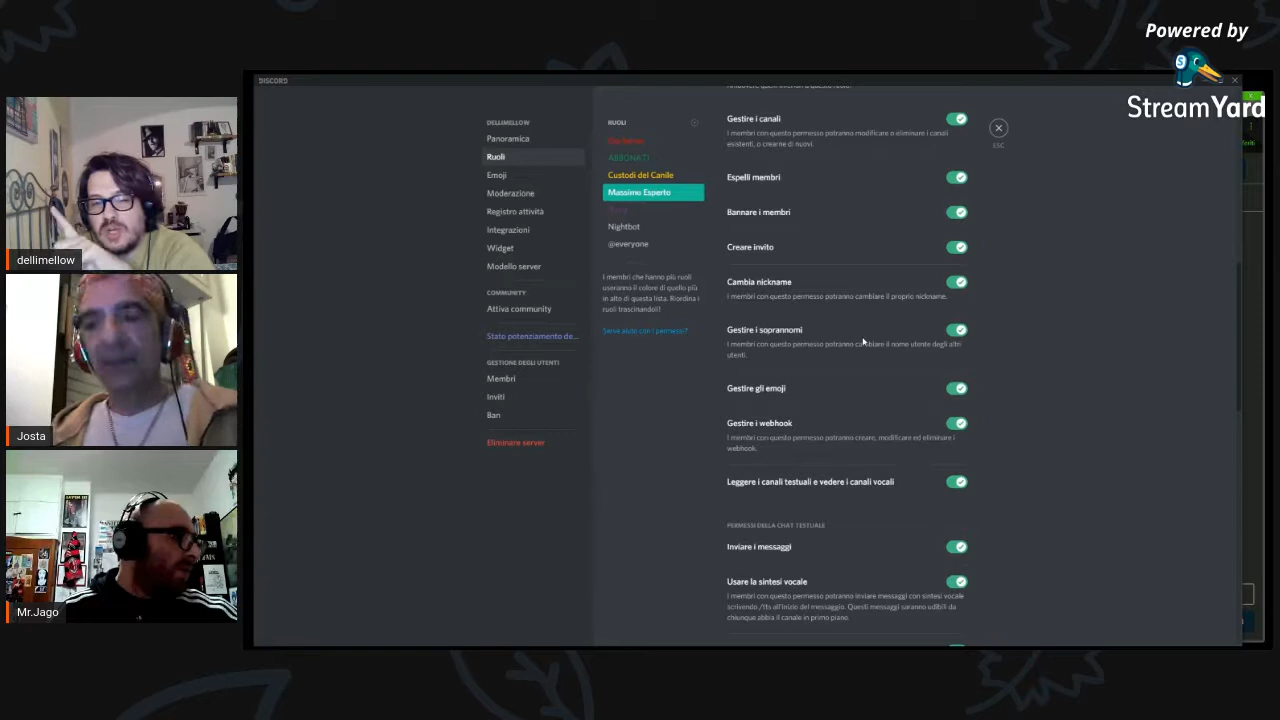 Powered by
StreamYard
dellimellow
Josta
Mr.Jago
DISCORD
DELLIMELLOW
Panoramica
Ruoli
Emoji
Moderazione
Registro attività
Integrazioni
Widget
Modello server
COMMUNITY
Attiva community
Stato potenziamento de...
GESTIONE DEGLI UTENTI
Membri
Inviti
Ban
Eliminare server
RUOLI
ABBONATI
Custodi del Canile
Massimo Esperto
Nightbot
@everyone
I membri che hanno più ruoli
useranno il colore di quello più
in alto di questa lista. Riordina i
ruoli trascinandoli!
Serve aiuto con i permessi?
Gestire i canali
I membri con questo permesso potranno modificare o eliminare i canali
esistenti, o crearne di nuovi.
Espelli membri
Bannare i membri
Creare invito
Cambia nickname
I membri con questo permesso potranno cambiare il proprio nickname.
Gestire i soprannomi
I membri con questo permesso potranno cambiare il nome utente degli altri
utenti.
Gestire gli emoji
Gestire i webhook
I membri con questo permesso potranno creare, modificare ed eliminare i
webhook.
Leggere i canali testuali e vedere i canali vocali
PERMESSI DELLA CHAT TESTUALE
Inviare i messaggi
Usare la sintesi vocale
I membri con questo permesso potranno inviare messaggi con sintesi vocale
scrivendo /tts all'inizio del messaggio. Questi messaggi saranno udibili da
chiunque abbia il canale in primo piano.
ESC